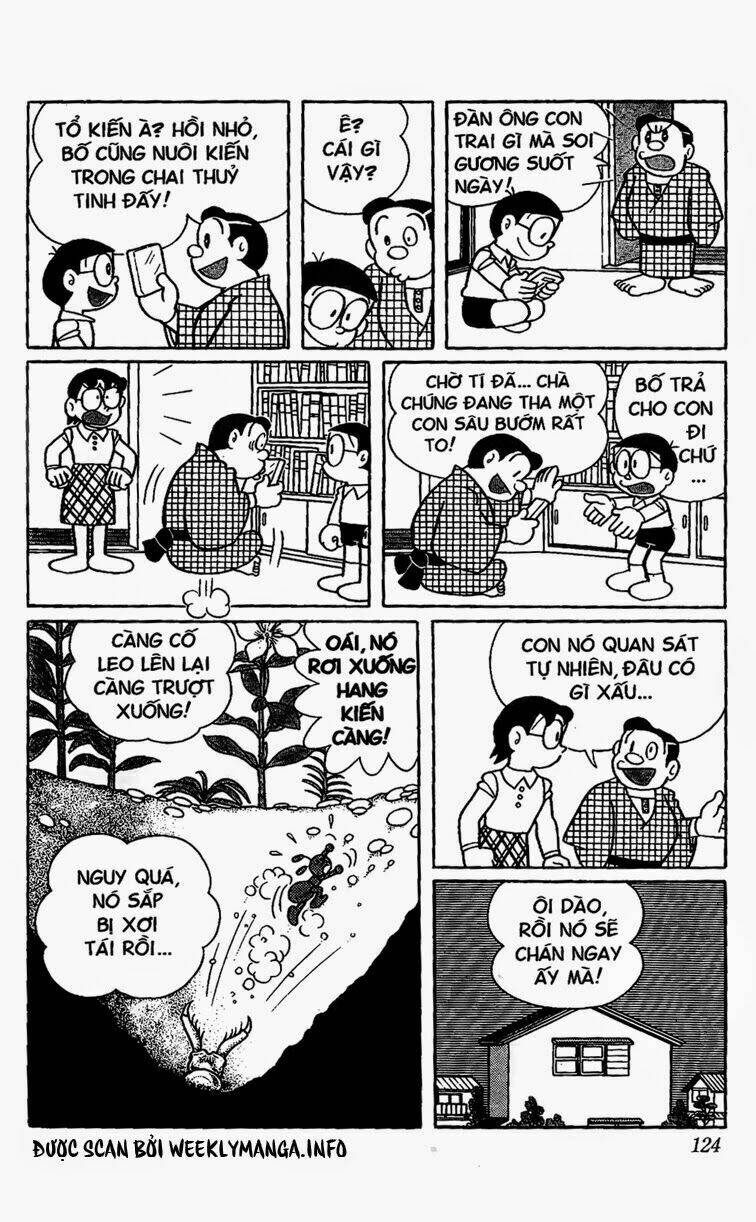 ĐÀN ÔNG CON
TRAI GÌ MÀ SOI
GƯƠNG SUỐT
NGÀY!
Ê?
CÁI GÌ
VẬY?
TỔ KIẾN À? HỒI NHỎ,
BỐ CŨNG NUÔI KIẾN
TRONG CHAI THUỶ
TINH ĐẤY!
BỐ TRẢ
CHO CON
ĐI
CHỨ
...
CHỜ TÍ ĐÃ... CHÀ
CHÚNG ĐANG THA MỘT
CON SÂU BƯỚM RẤT
TO!
CON NÓ QUAN SÁT
TỰ NHIÊN, ĐÂU CÓ
GÌ XẤU...
ÔI DÀO,
RỒI NÓ SẼ
CHÁN NGAY
ẤY MÀ!
OÁI, NÓ
RƠI XUỐNG
HANG
KIẾN
CÀNG!
CÀNG CỐ
LEO LÊN LẠI
CÀNG TRƯỢT
XUỐNG!
NGUY QUÁ,
NÓ SẮP
BỊ XƠI
TÁI RỒI...
ĐƯỢC SCAN BỞI WEEKLYMANGA.INFO
124